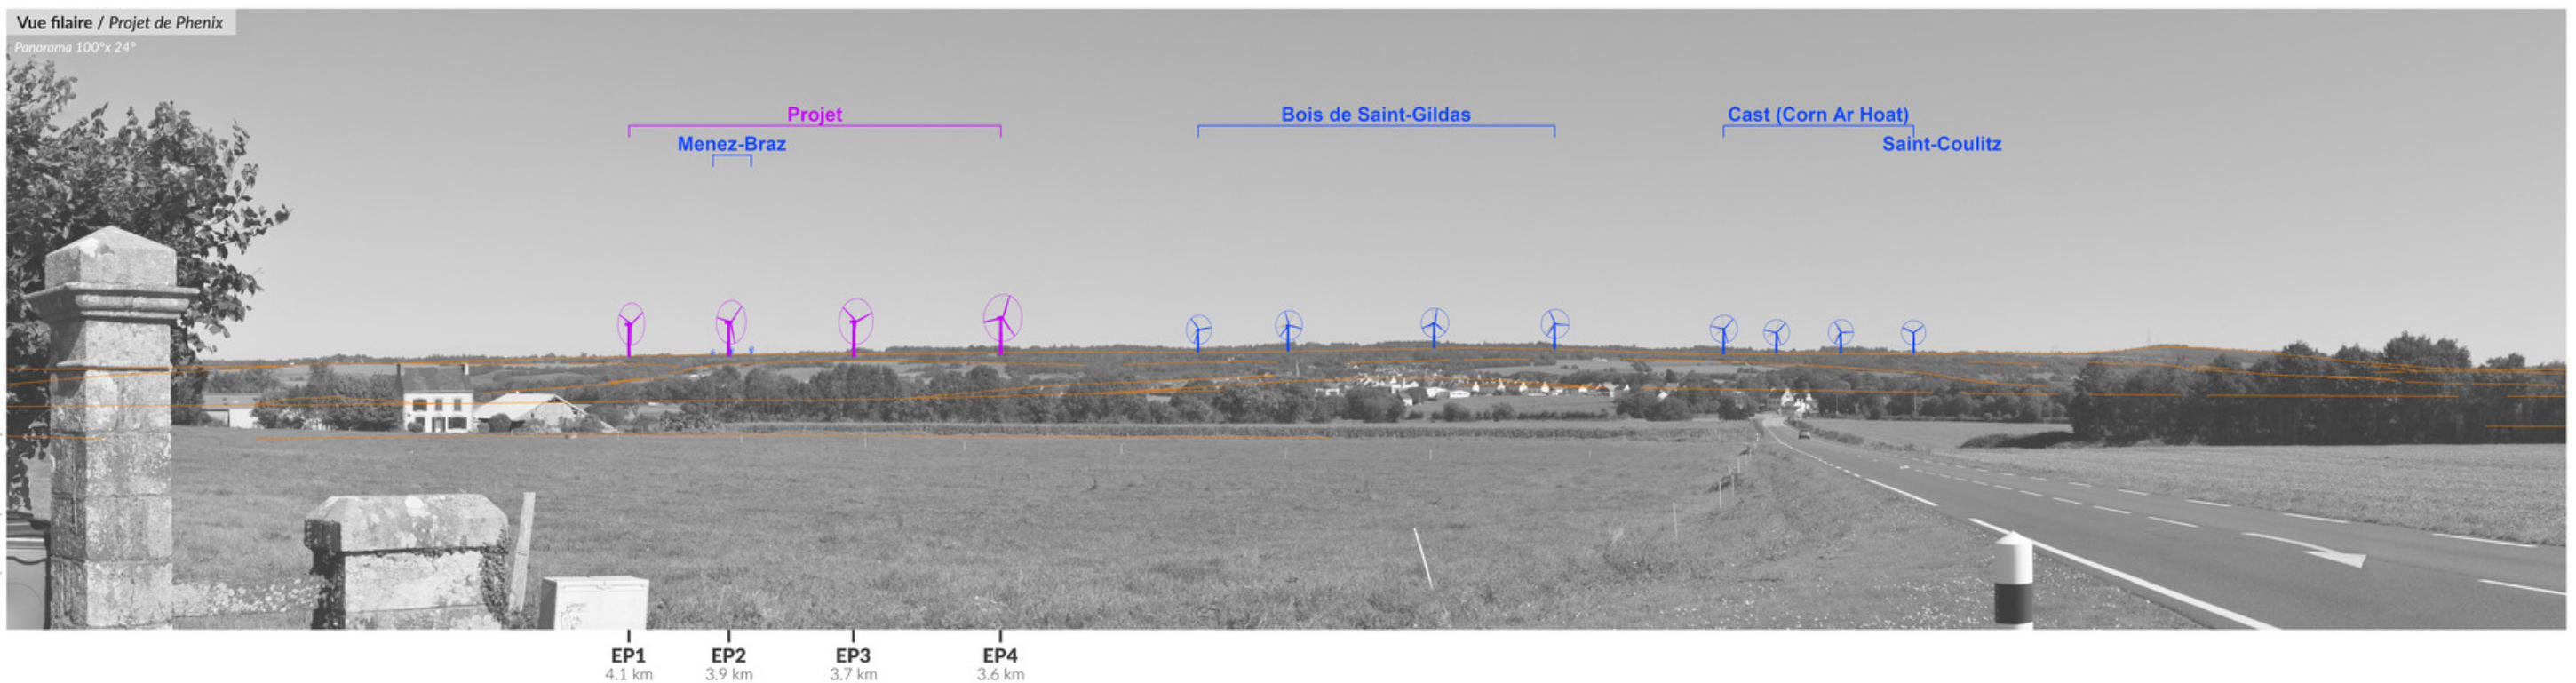 Vue filaire / Projet de Phenix
Panorama 100°x 24°
Projet
Menez-Braz
Bois de Saint-Gildas
Cast (Corn Ar Hoat)
Saint-Coulitz
EP1
4.1 km
EP2
3.9 km
EP3
3.7 km
EP4
3.6 km